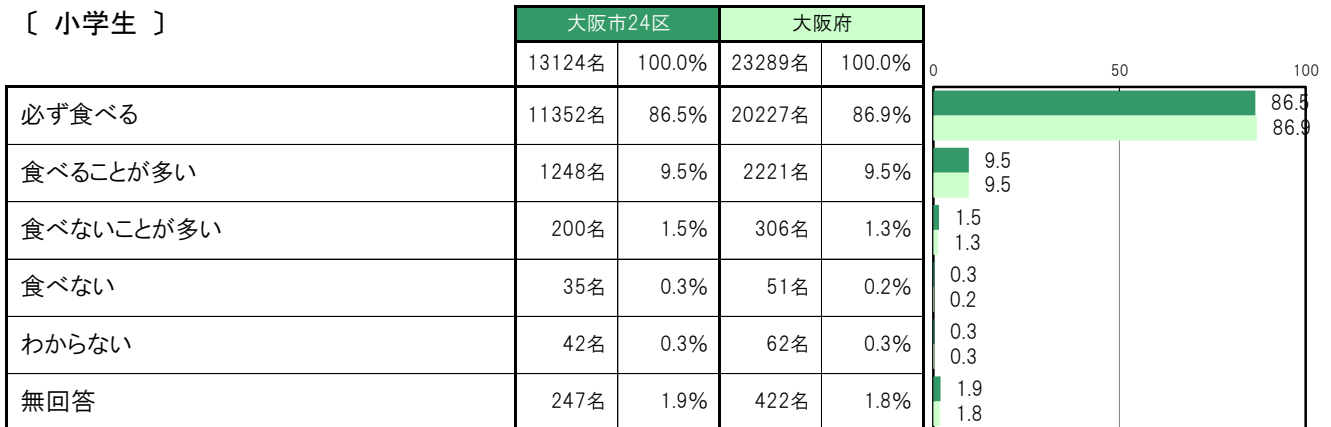 〔 小学生 〕
大阪市24区 大阪府
13124名 100.0% 23289名 100.0%
0 50 100
必ず食べる 11352名 86.5% 20227名 86.9%
86.5
86.9
食べることが多い 1248名 9.5% 2221名 9.5%
9.5
9.5
食べないことが多い 200名 1.5% 306名 1.3%
1.5
1.3
食べない 35名 0.3% 51名 0.2%
0.3
0.2
わからない 42名 0.3% 62名 0.3%
0.3
0.3
無回答 247名 1.9% 422名 1.8%
1.9
1.8